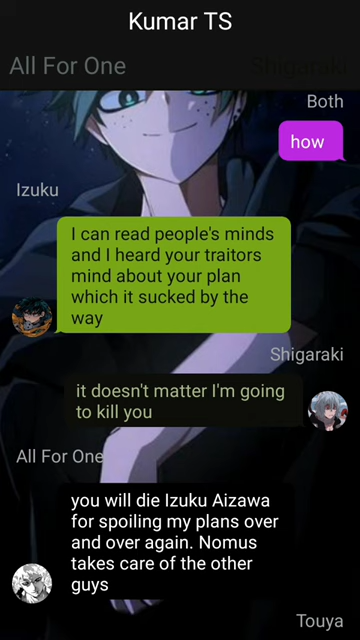 Kumar TS
All For One
Shigaraki
Both
how
Izuku
I can read people's minds
and I heard your traitors
mind about your plan
which it sucked by the
way
Shigaraki
it doesn't matter I'm going
to kill you
All For One
you will die Izuku Aizawa
for spoiling my plans over
and over again. Nomus
takes care of the other
guys
Touya